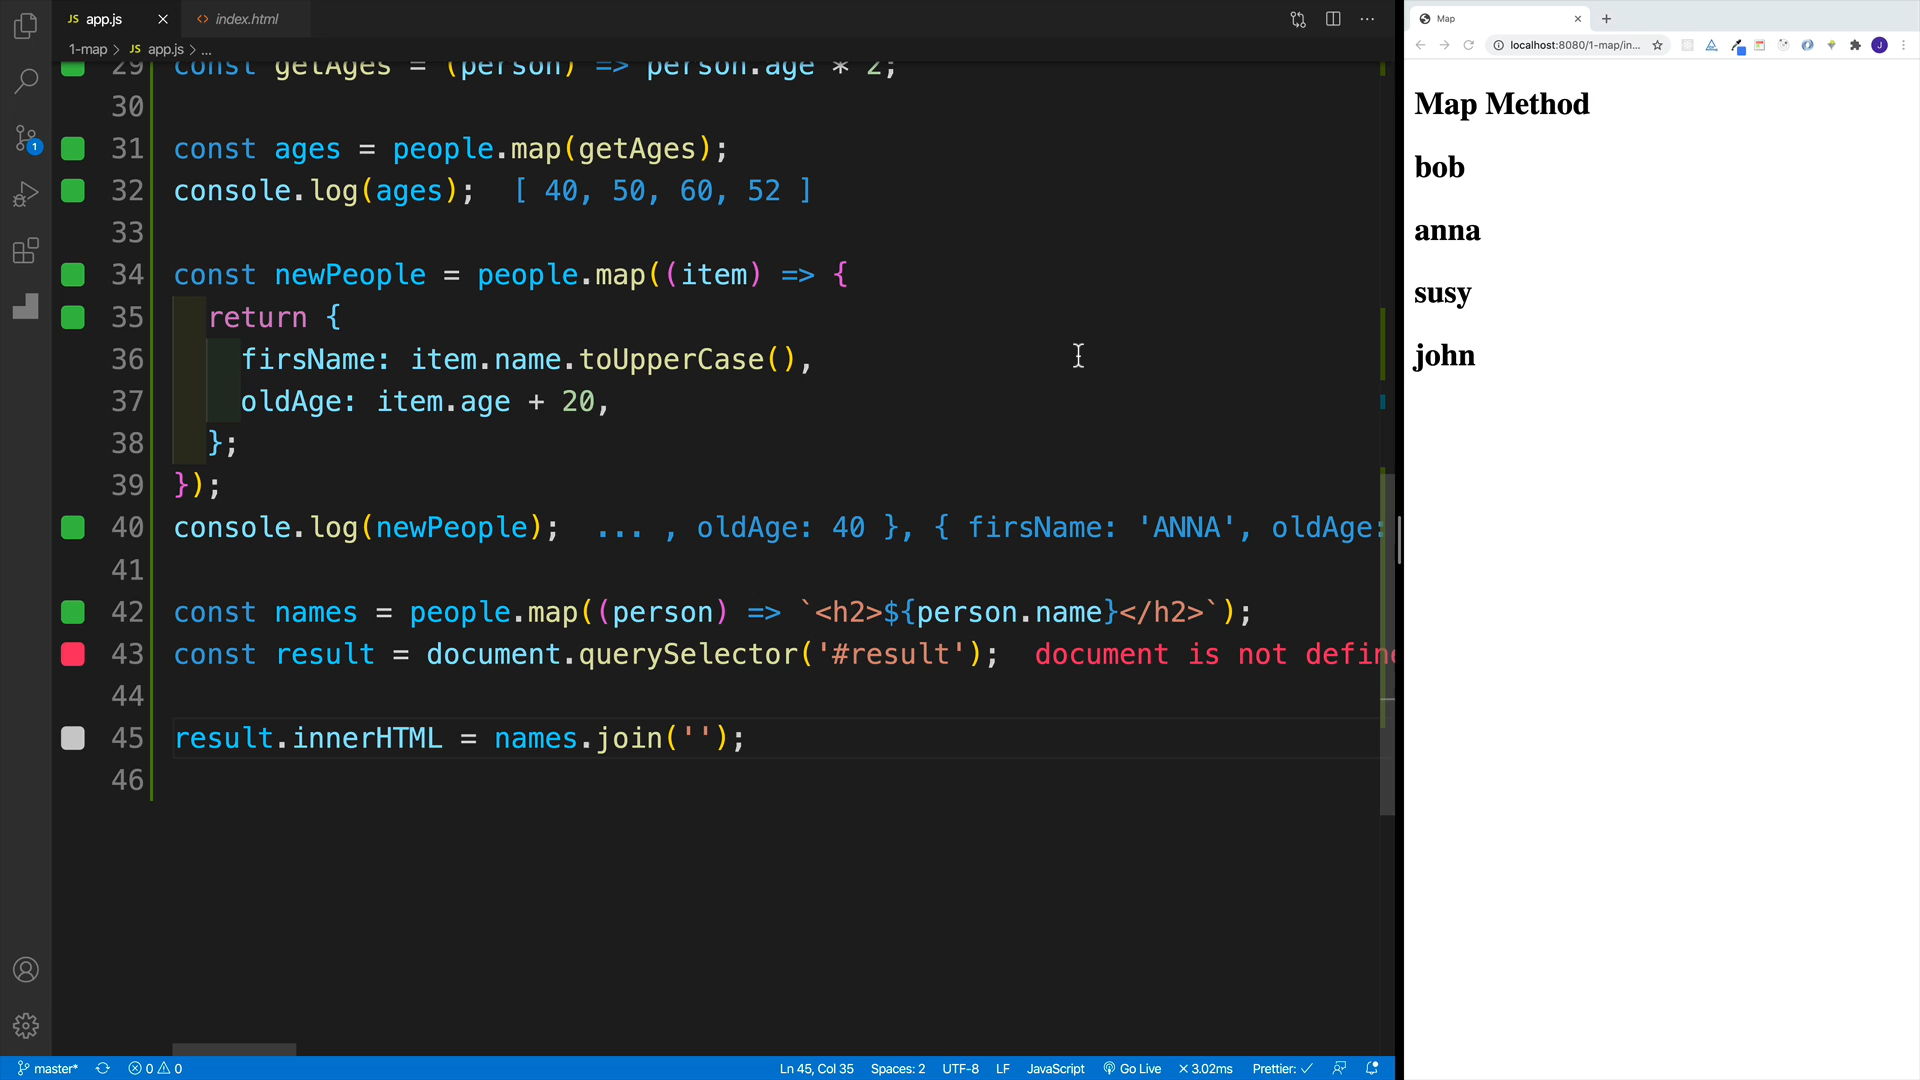 JS app.js
<> index.html
1-map > JS app.js > ...
29 const getAges = (person) => person.age * 2;
30
31 const ages = people.map(getAges);
32 console.log(ages); [ 40, 50, 60, 52 ]
33
34 const newPeople = people.map((item) => {
35 return {
36 firsName: item.name.toUpperCase(),
37 oldAge: item.age + 20,
38 };
39 });
40 console.log(newPeople); ... , oldAge: 40 }, { firsName: 'ANNA', oldAge:
41
42 const names = people.map((person) => `<h2>${person.name}</h2>`);
43 const result = document.querySelector('#result'); document is not define
44
45 result.innerHTML = names.join('');
46
1
master* 0 0 Ln 45, Col 35 Spaces: 2 UTF-8 LF JavaScript Go Live × 3.02ms Prettier: ✓
Map
localhost:8080/1-map/in...
J
Map Method
bob
anna
susy
john